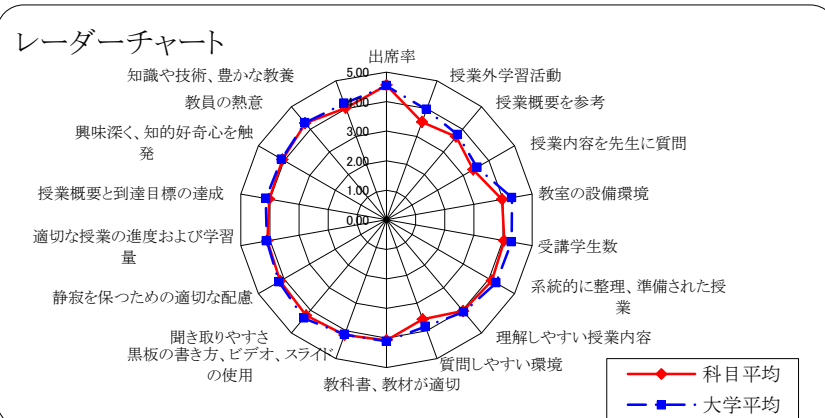 レーダーチャート
出席率
授業外学習活動
授業概要を参考
授業内容を先生に質問
教室の設備環境
受講学生数
系統的に整理、準備された授
業
理解しやすい授業内容
質問しやすい環境
教科書、教材が適切
黒板の書き方、ビデオ、スライド
の使用
聞き取りやすさ
静寂を保つための適切な配慮
適切な授業の進度および学習
量
授業概要と到達目標の達成
興味深く、知的好奇心を触
発
教員の熱意
知識や技術、豊かな教養
5.00
4.00
3.00
2.00
1.00
0.00
科目平均
大学平均